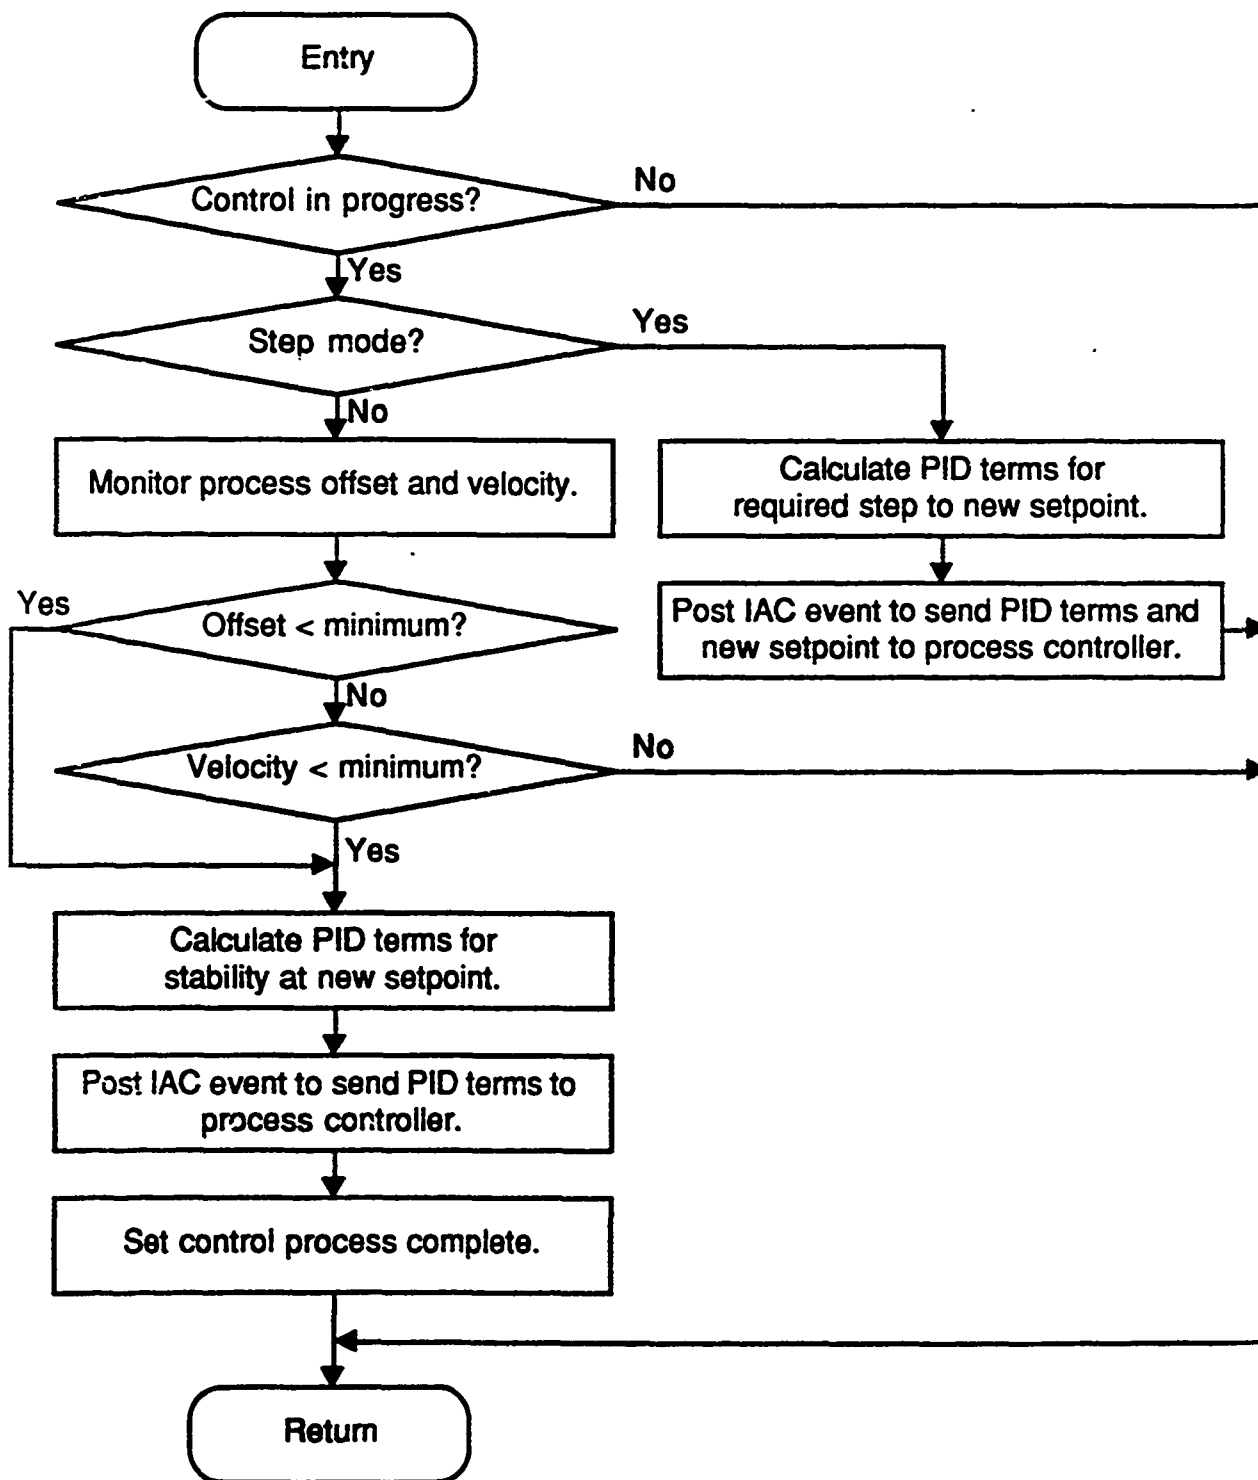 Entry
Control in progress?
No
Yes
Step mode?
Yes
No
Monitor process offset and velocity.
Calculate PID terms for
required step to new setpoint.
Yes
Offset < minimum?
Post IAC event to send PID terms and
new setpoint to process controller.
No
Velocity < minimum?
No
Yes
Calculate PID terms for
stability at new setpoint.
Post IAC event to send PID terms to
process controller.
Set control process complete.
Return